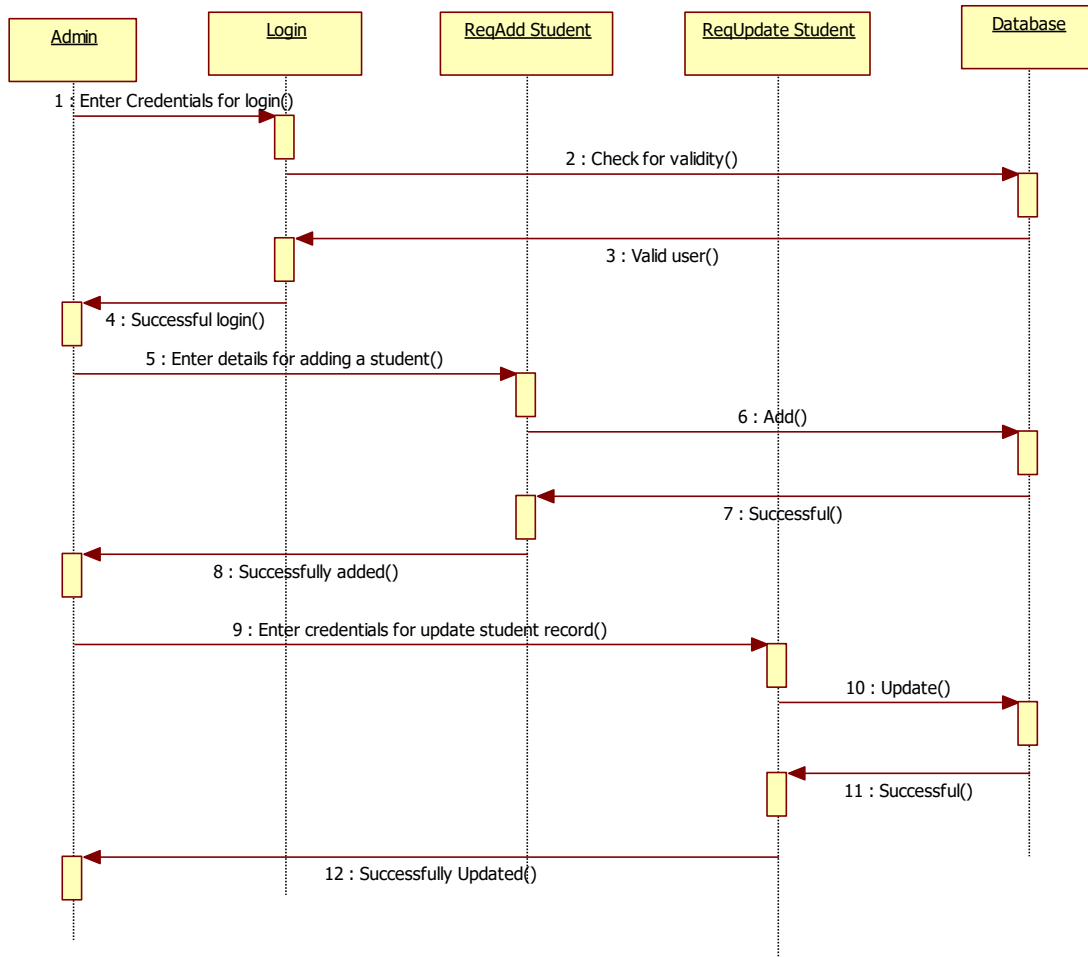 Admin
Login
ReqAdd Student
ReqUpdate Student
Database
1 : Enter Credentials for login()
2 : Check for validity()
3 : Valid user()
4 : Successful login()
5 : Enter details for adding a student()
6 : Add()
7 : Successful()
8 : Successfully added()
9 : Enter credentials for update student record()
10 : Update()
11 : Successful()
12 : Successfully Updated()